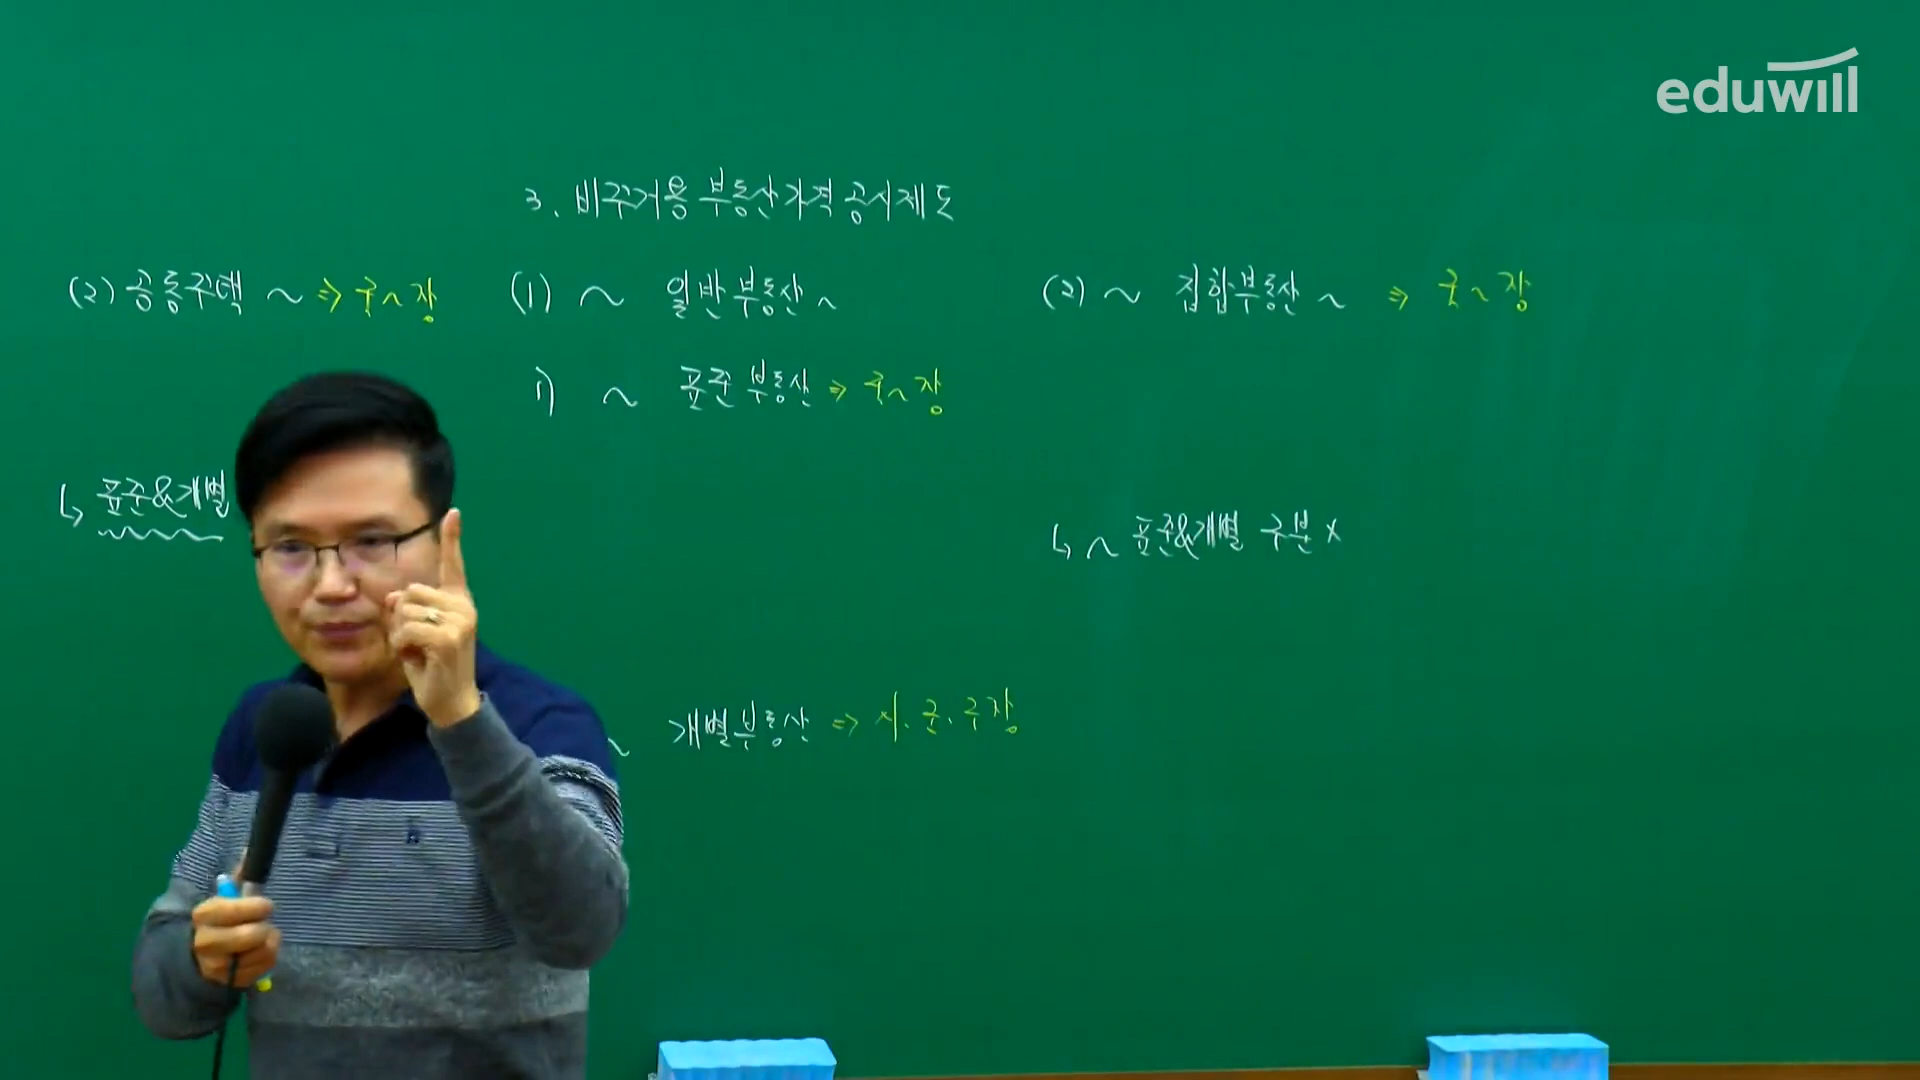 eduwill
3. 비주거용 부동산가격공시제도
(2) 공동주택 ~ ⇒ 국~장
(1) ~ 일반부동산~
(2) ~ 집합부동산 ~ ⇒ 국~장
1) ~ 표준부동산 ⇒ 국~장
↳ 표준&개별
↳ ~ 표준&개별 구분 x
~ 개별부동산 ⇒ 시.군.구장